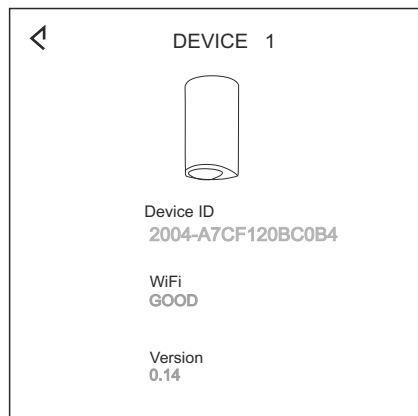 DEVICE 1
Device ID
2004-A7CF120BC0B4
WiFi
GOOD
Version
0.14